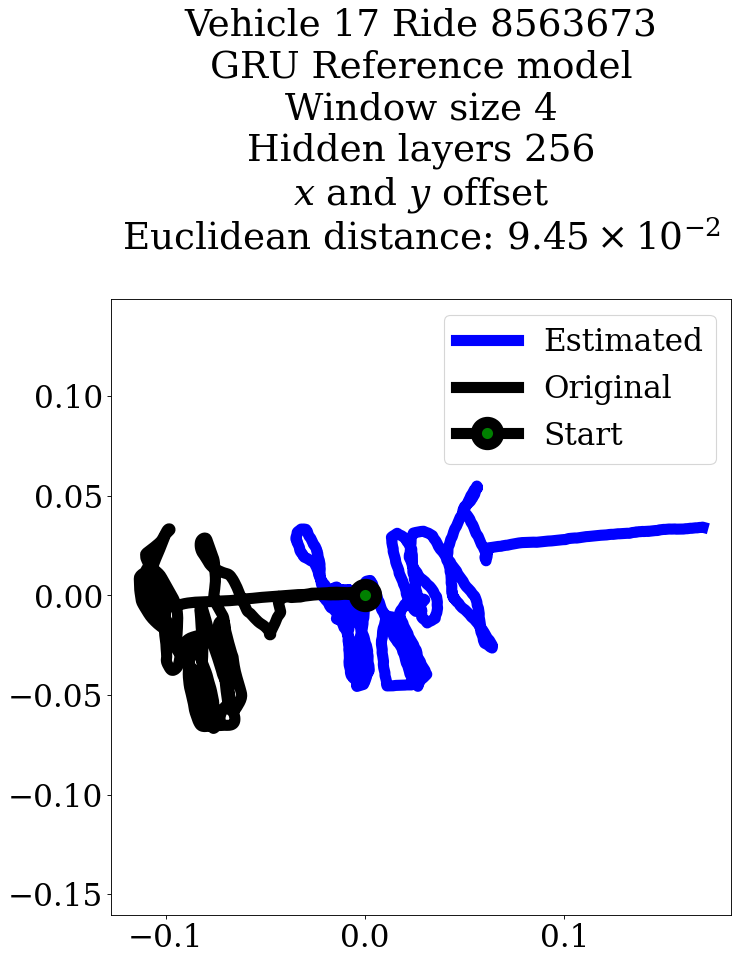 Vehicle 17 Ride 8563673
GRU Reference model
Window size 4
Hidden layers 256
x and y offset
Euclidean distance: 9.45 × 10⁻²
Estimated
Original
Start
0.10
0.05
0.00
−0.05
−0.10
−0.15
−0.1 0.0 0.1